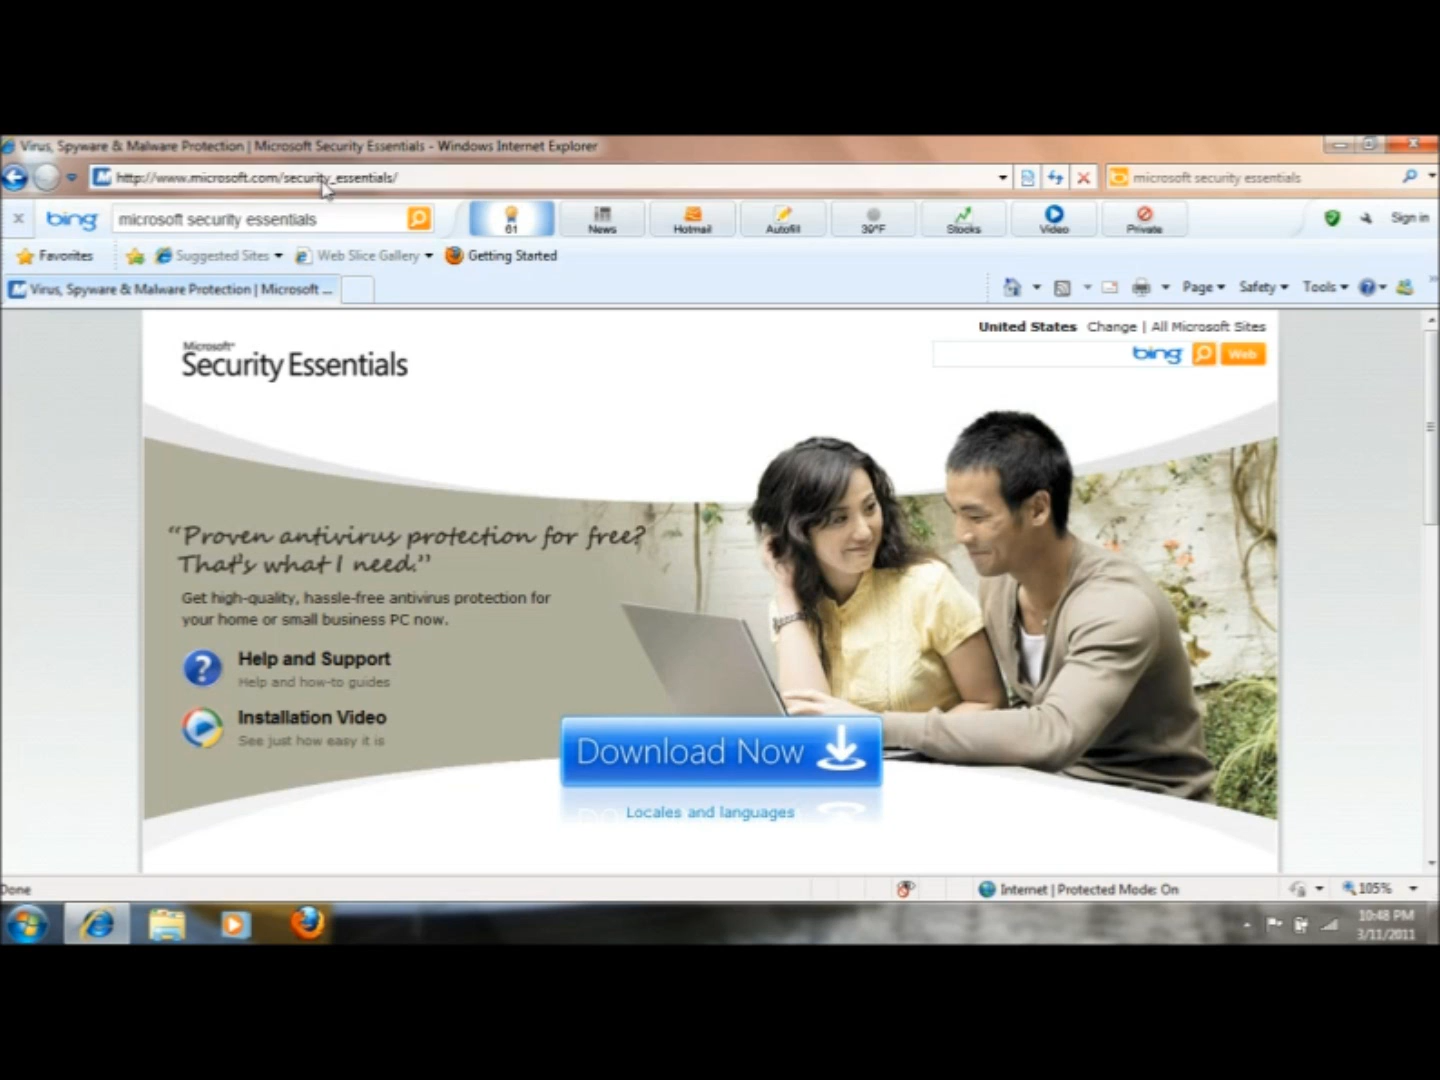 Virus, Spyware & Malware Protection | Microsoft Security Essentials - Windows Internet Explorer
http://www.microsoft.com/security_essentials/
microsoft security essentials
bing
microsoft security essentials
61
News
Hotmail
Autofill
39°F
Stocks
Video
Private
Sign in
Favorites
Suggested Sites
Web Slice Gallery
Getting Started
Virus, Spyware & Malware Protection | Microsoft ...
Page
Safety
Tools
United States Change | All Microsoft Sites
Microsoft®
Security Essentials
bing
Web
“Proven antivirus protection for free?
That's what I need.”
Get high-quality, hassle-free antivirus protection for
your home or small business PC now.
Help and Support
Help and how-to guides
Installation Video
See just how easy it is
Download Now
Locales and languages
Done
Internet | Protected Mode: On
105%
10:48 PM
3/11/2011